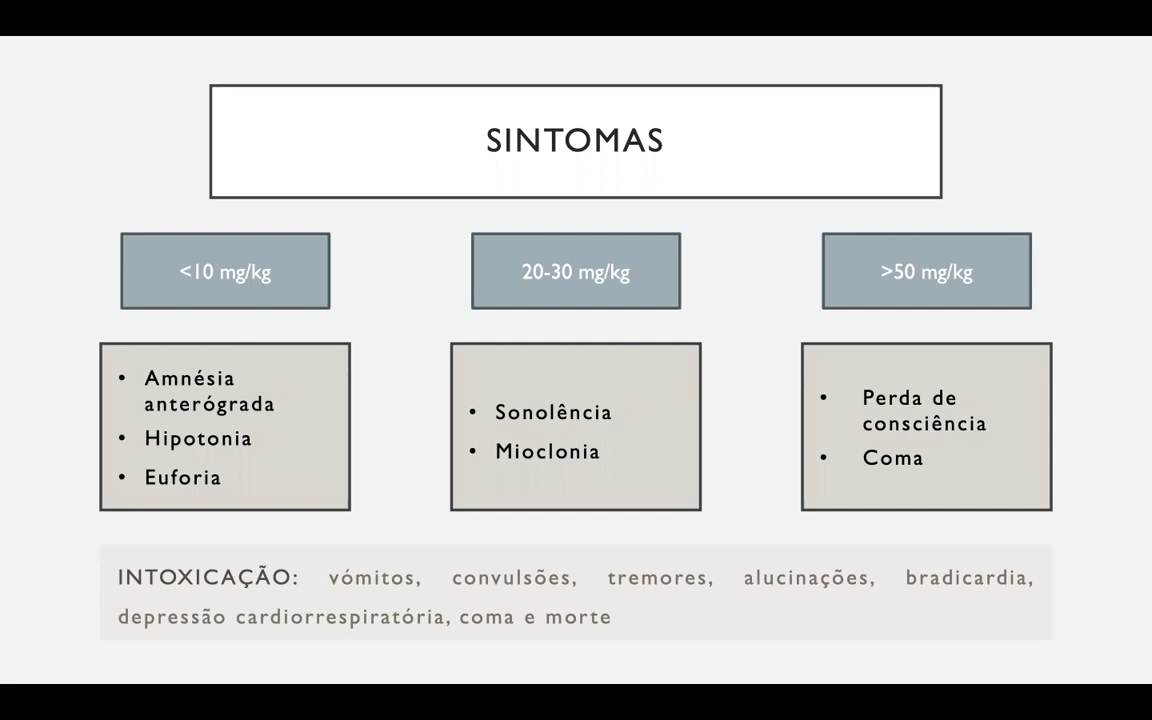 SINTOMAS
<10 mg/kg
20-30 mg/kg
>50 mg/kg
• Amnésia
anterógrada
• Hipotonia
• Euforia
• Sonolência
• Mioclonia
• Perda de
consciência
• Coma
INTOXICAÇÃO: vómitos, convulsões, tremores, alucinações, bradicardia,
depressão cardiorrespiratória, coma e morte